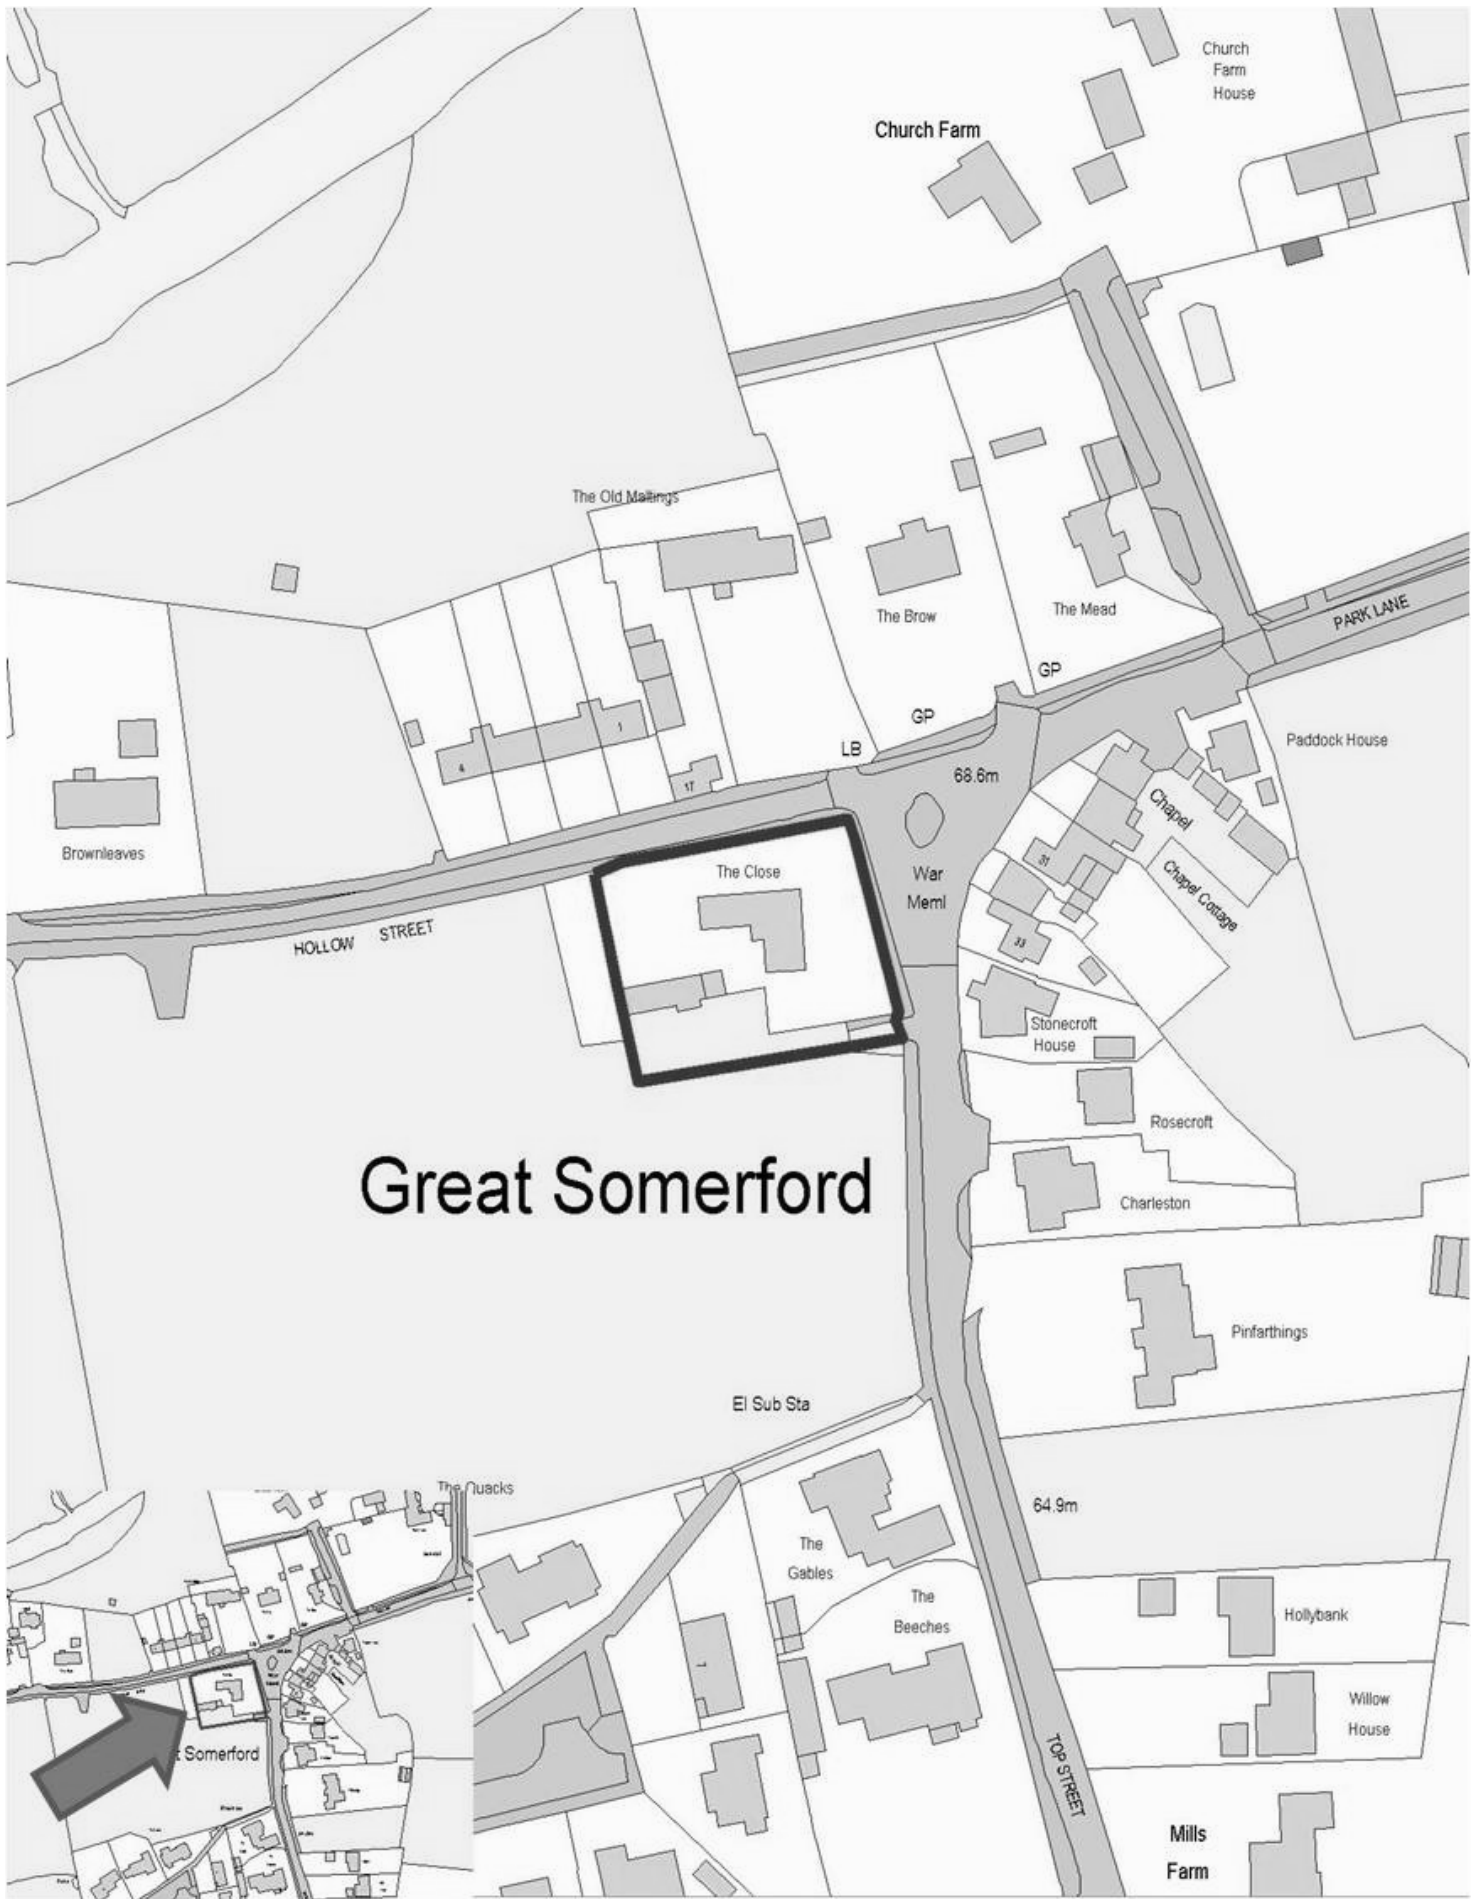 Church
Farm
House
Church Farm
The Old Maltings
PARK LANE
The Brow
The Mead
GP
GP
LB
1
4
17
68.6m
Paddock House
Chapel
Brownleaves
31
Chapel Cottage
The Close
War
Meml
HOLLOW STREET
33
Stonecroft
House
Rosecroft
Great Somerford
Charleston
Pinfarthings
El Sub Sta
The Quacks
64.9m
The
Gables
The
Beeches
Hollybank
1
Willow
House
TOP STREET
t Somerford
Mills
Farm